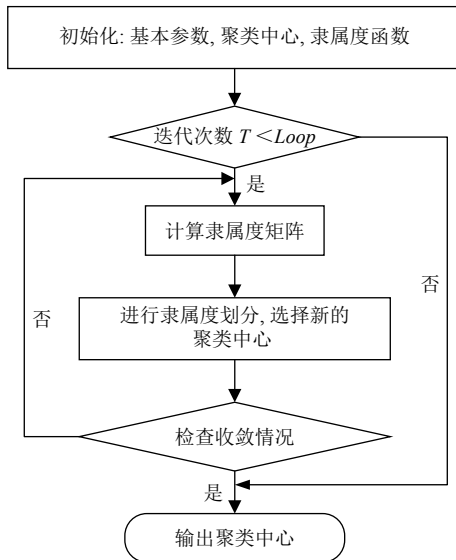 初始化: 基本参数, 聚类中心, 隶属度函数
迭代次数 T＜Loop
是
计算隶属度矩阵
否
否
进行隶属度划分, 选择新的
聚类中心
检查收敛情况
是
输出聚类中心